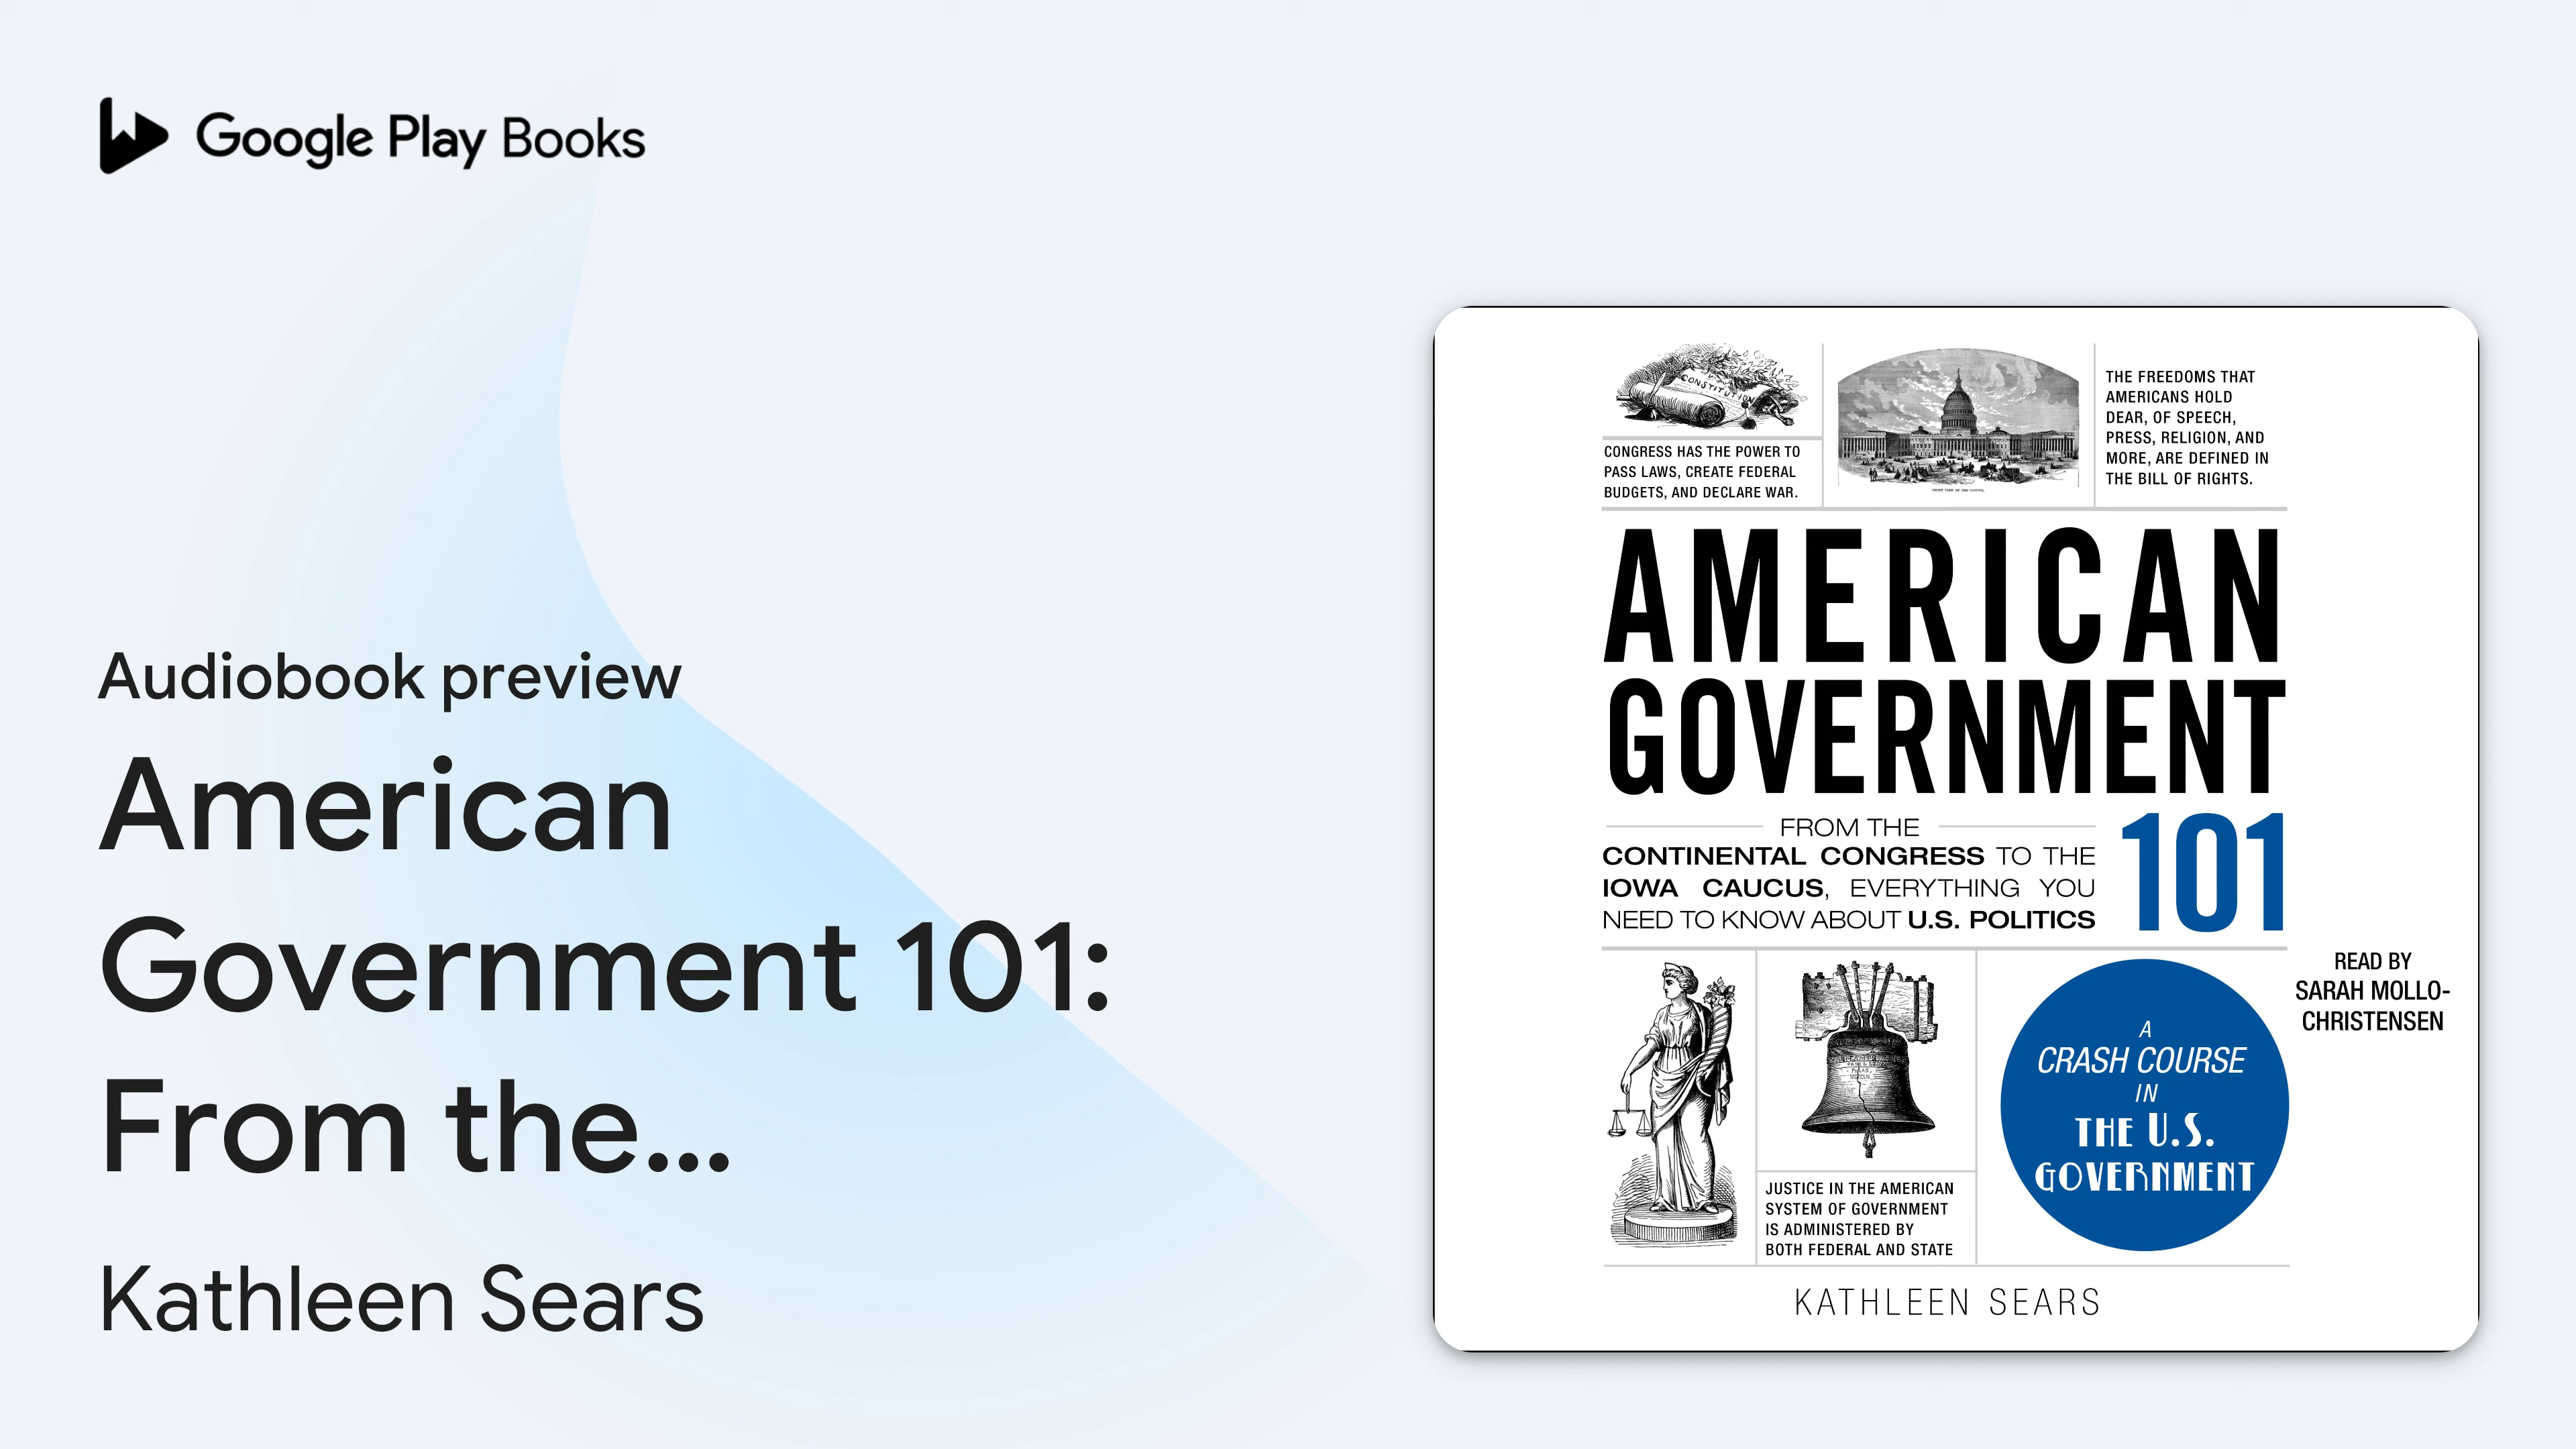 Google Play Books
Audiobook preview
American
Government 101:
From the...
Kathleen Sears
CONSTITUTION
CONGRESS HAS THE POWER TO
PASS LAWS, CREATE FEDERAL
BUDGETS, AND DECLARE WAR.
THE FREEDOMS THAT
AMERICANS HOLD
DEAR, OF SPEECH,
PRESS, RELIGION, AND
MORE, ARE DEFINED IN
THE BILL OF RIGHTS.
AMERICAN
GOVERNMENT
FROM THE
CONTINENTAL CONGRESS TO THE
IOWA CAUCUS, EVERYTHING YOU
NEED TO KNOW ABOUT U.S. POLITICS
101
READ BY
SARAH MOLLO-
CHRISTENSEN
JUSTICE IN THE AMERICAN
SYSTEM OF GOVERNMENT
IS ADMINISTERED BY
BOTH FEDERAL AND STATE
A
CRASH COURSE
IN
THE U.S.
GOVERNMENT
KATHLEEN SEARS